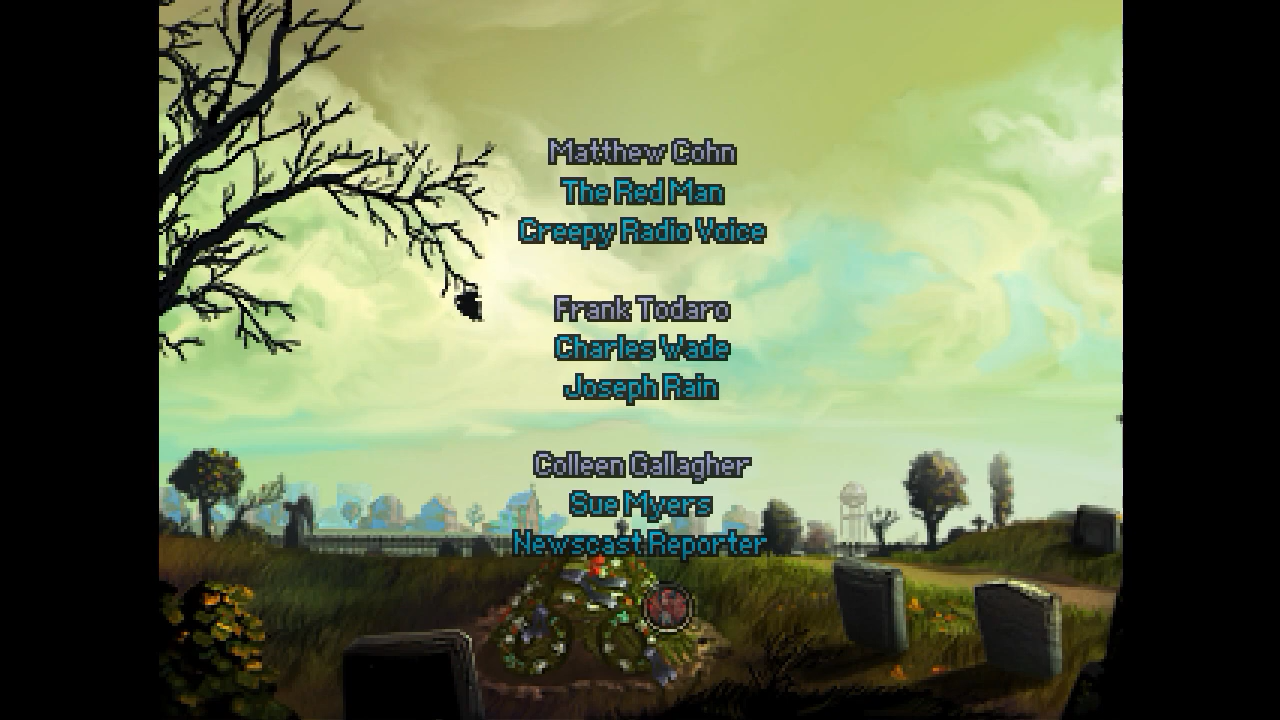 Matthew Cohn
The Red Man
Creepy Radio Voice
Frank Todaro
Charles Wade
Joseph Rain
Colleen Gallagher
Sue Myers
Newscast Reporter